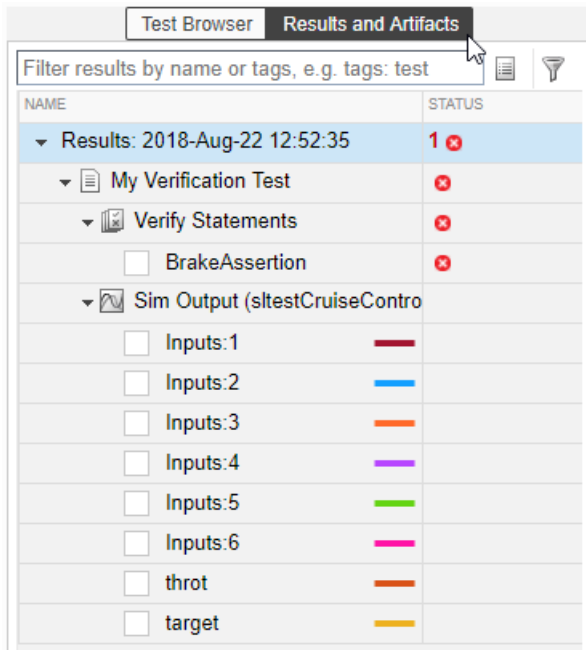 Test Browser Results and Artifacts
Filter results by name or tags, e.g. tags: test
NAME STATUS
Results: 2018-Aug-22 12:52:35 1
My Verification Test
Verify Statements
BrakeAssertion
Sim Output (sltestCruiseContro
Inputs:1
Inputs:2
Inputs:3
Inputs:4
Inputs:5
Inputs:6
throt
target